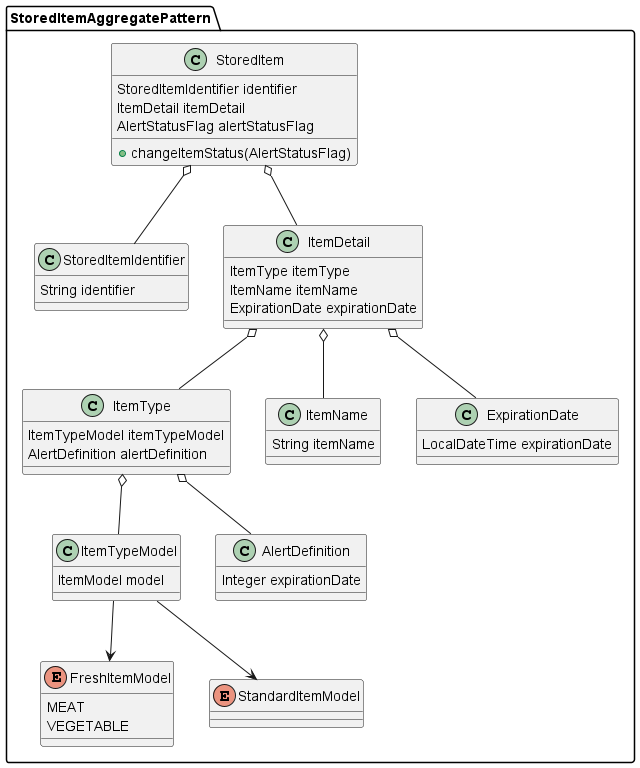 StoredItemAggregatePattern
C StoredItem
StoredItemIdentifier identifier
ItemDetail itemDetail
AlertStatusFlag alertStatusFlag
changeItemStatus(AlertStatusFlag)
C StoredItemIdentifier
String identifier
C ItemDetail
ItemType itemType
ItemName itemName
ExpirationDate expirationDate
C ItemType
ItemTypeModel itemTypeModel
AlertDefinition alertDefinition
C ItemName
String itemName
C ExpirationDate
LocalDateTime expirationDate
C ItemTypeModel
ItemModel model
C AlertDefinition
Integer expirationDate
E FreshItemModel
MEAT
VEGETABLE
E StandardItemModel